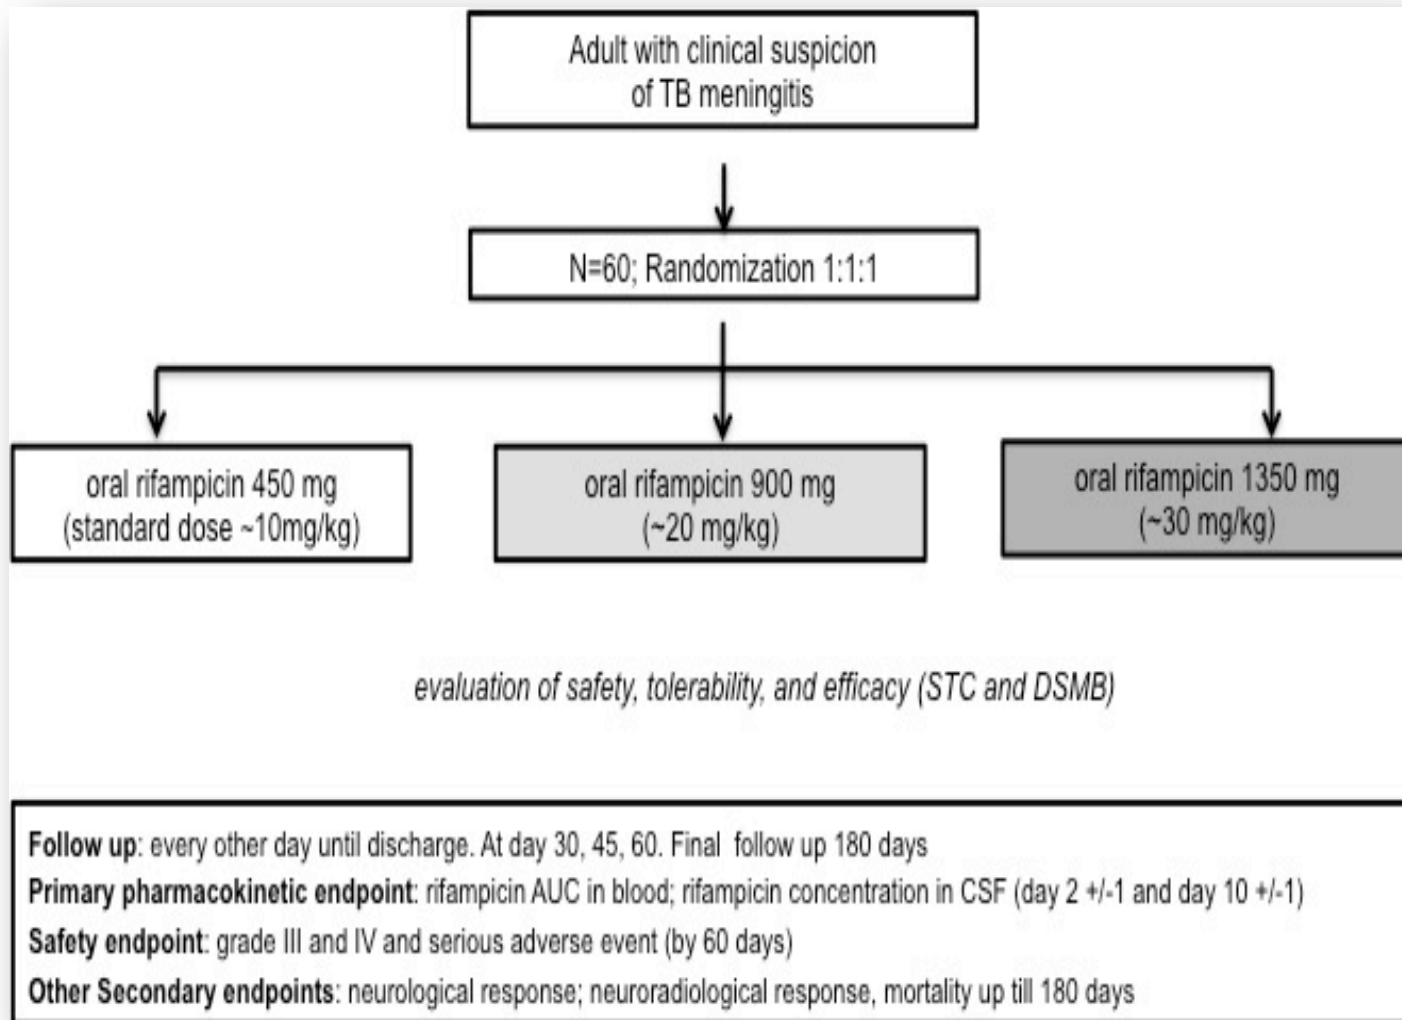 Adult with clinical suspicion
of TB meningitis
N=60; Randomization 1:1:1
oral rifampicin 450 mg
(standard dose ~10mg/kg)
oral rifampicin 900 mg
(~20 mg/kg)
oral rifampicin 1350 mg
(~30 mg/kg)
evaluation of safety, tolerability, and efficacy (STC and DSMB)
Follow up: every other day until discharge. At day 30, 45, 60. Final follow up 180 days
Primary pharmacokinetic endpoint: rifampicin AUC in blood; rifampicin concentration in CSF (day 2 +/-1 and day 10 +/-1)
Safety endpoint: grade III and IV and serious adverse event (by 60 days)
Other Secondary endpoints: neurological response; neuroradiological response, mortality up till 180 days